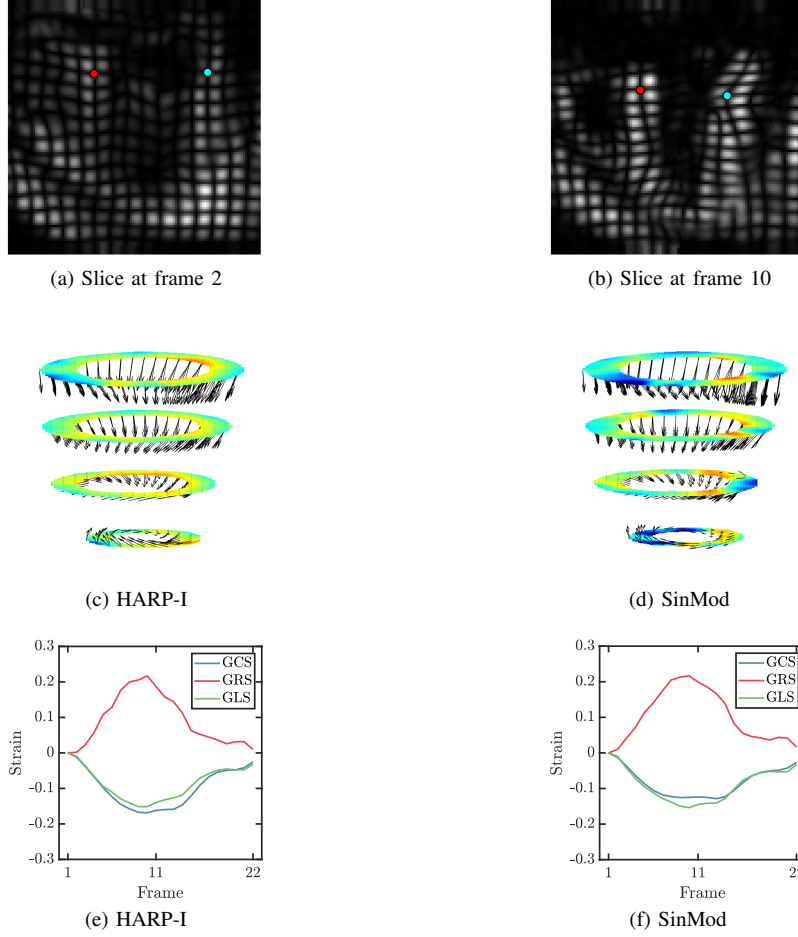 (a) Slice at frame 2
(b) Slice at frame 10
(c) HARP-I
(d) SinMod
0.3
0.2
0.1
0
-0.1
-0.2
-0.3
Strain
GCS
GRS
GLS
1
11
22
Frame
(e) HARP-I
0.3
0.2
0.1
0
-0.1
-0.2
-0.3
Strain
GCS
GRS
GLS
1
11
Frame
(f) SinMod